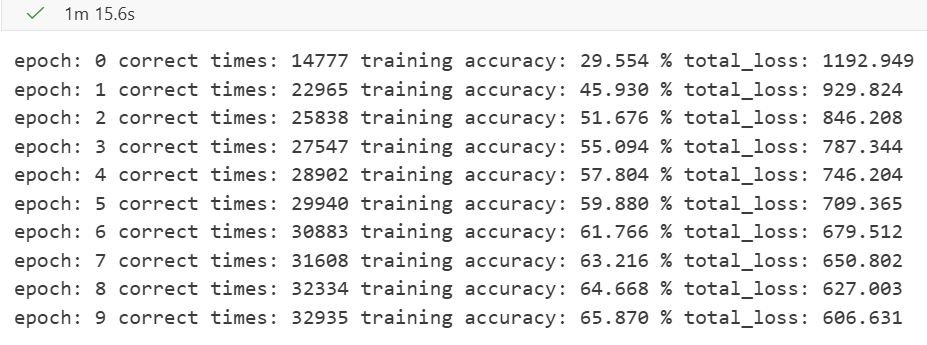 1m 15.6s
epoch: 0 correct times: 14777 training accuracy: 29.554 % total_loss: 1192.949
epoch: 1 correct times: 22965 training accuracy: 45.930 % total_loss: 929.824
epoch: 2 correct times: 25838 training accuracy: 51.676 % total_loss: 846.208
epoch: 3 correct times: 27547 training accuracy: 55.094 % total_loss: 787.344
epoch: 4 correct times: 28902 training accuracy: 57.804 % total_loss: 746.204
epoch: 5 correct times: 29940 training accuracy: 59.880 % total_loss: 709.365
epoch: 6 correct times: 30883 training accuracy: 61.766 % total_loss: 679.512
epoch: 7 correct times: 31608 training accuracy: 63.216 % total_loss: 650.802
epoch: 8 correct times: 32334 training accuracy: 64.668 % total_loss: 627.003
epoch: 9 correct times: 32935 training accuracy: 65.870 % total_loss: 606.631